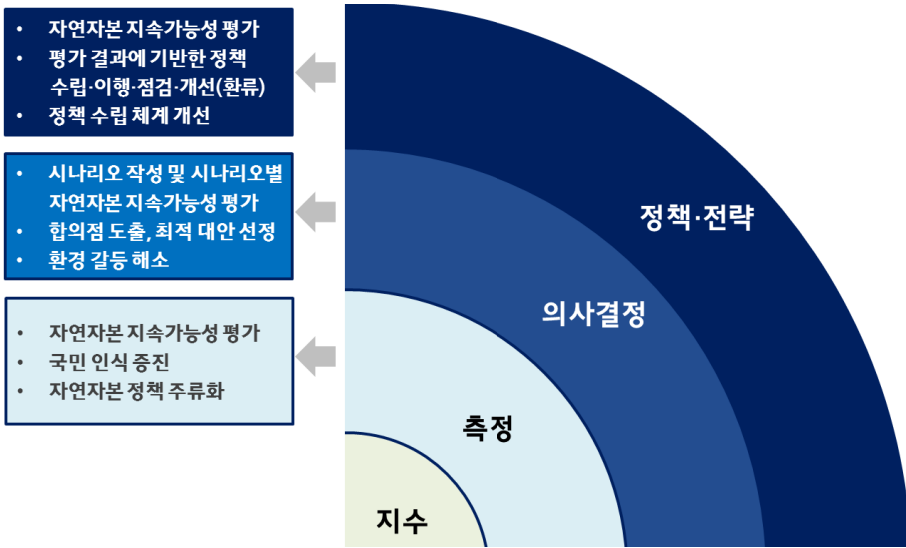 • 자연자본 지속가능성 평가
• 평가 결과에 기반한 정책
수립·이행·점검·개선(환류)
• 정책 수립 체계 개선
• 시나리오 작성 및 시나리오별
자연자본 지속가능성 평가
• 합의점 도출, 최적 대안 선정
• 환경 갈등 해소
• 자연자본 지속가능성 평가
• 국민 인식 증진
• 자연자본 정책 주류화
정책·전략
의사결정
측정
지수